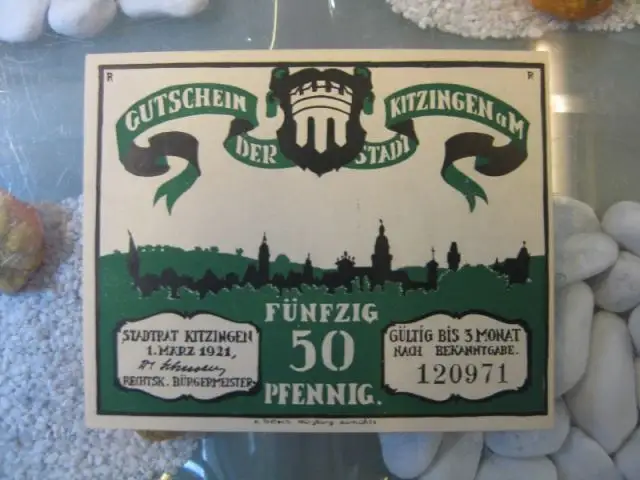 R R
GUTSCHEIN
DER STADT
KITZINGEN a M
FÜNFZIG
50
PFENNIG.
STADTRAT KITZINGEN
1. MÄRZ 1921,
RECHTSK. BÜRGERMEISTER
GÜLTIG BIS 3 MONAT
NACH BEKANNTGABE.
120971